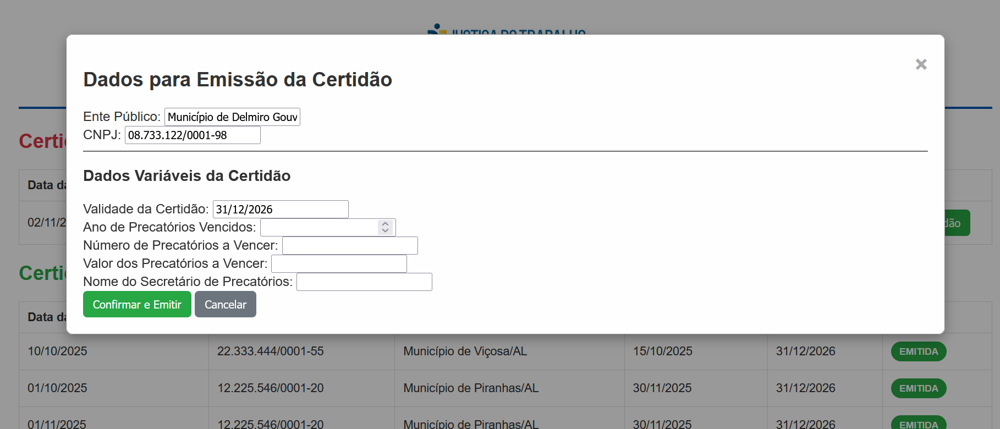 JUSTIÇA DO TRABALHO
×
Dados para Emissão da Certidão
Ente Público: Município de Delmiro Gouv
CNPJ: 08.733.122/0001-98
Certi
Dados Variáveis da Certidão
Data da
Validade da Certidão: 31/12/2026
02/11/2 dão
Ano de Precatórios Vencidos:
Número de Precatórios a Vencer:
Valor dos Precatórios a Vencer:
Certi
Nome do Secretário de Precatórios:
Confirmar e Emitir Cancelar
Data da
10/10/2025 22.333.444/0001-55 Município de Viçosa/AL 15/10/2025 31/12/2026 EMITIDA
01/10/2025 12.225.546/0001-20 Município de Piranhas/AL 30/11/2025 31/12/2026 EMITIDA
01/11/2025 12.225.546/0001-20 Município de Piranhas/AL 30/11/2025 31/12/2026 EMITIDA